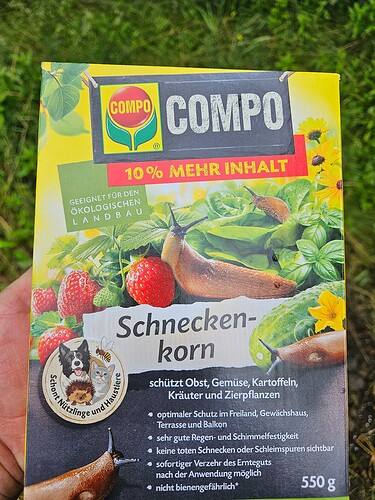 COMPO
COMPO
®
10% MEHR INHALT
GEEIGNET FÜR DEN
ÖKOLOGISCHEN
LANDBAU
Schnecken-
korn
Schont Nützlinge und Haustiere
schützt Obst, Gemüse, Kartoffeln,
Kräuter und Zierpflanzen
• optimaler Schutz im Freiland, Gewächshaus,
Terrasse und Balkon
• sehr gute Regen- und Schimmelfestigkeit
• keine toten Schnecken oder Schleimspuren sichtbar
• sofortiger Verzehr des Ernteguts
nach der Anwendung möglich
• nicht bienengefährlich*
550 g